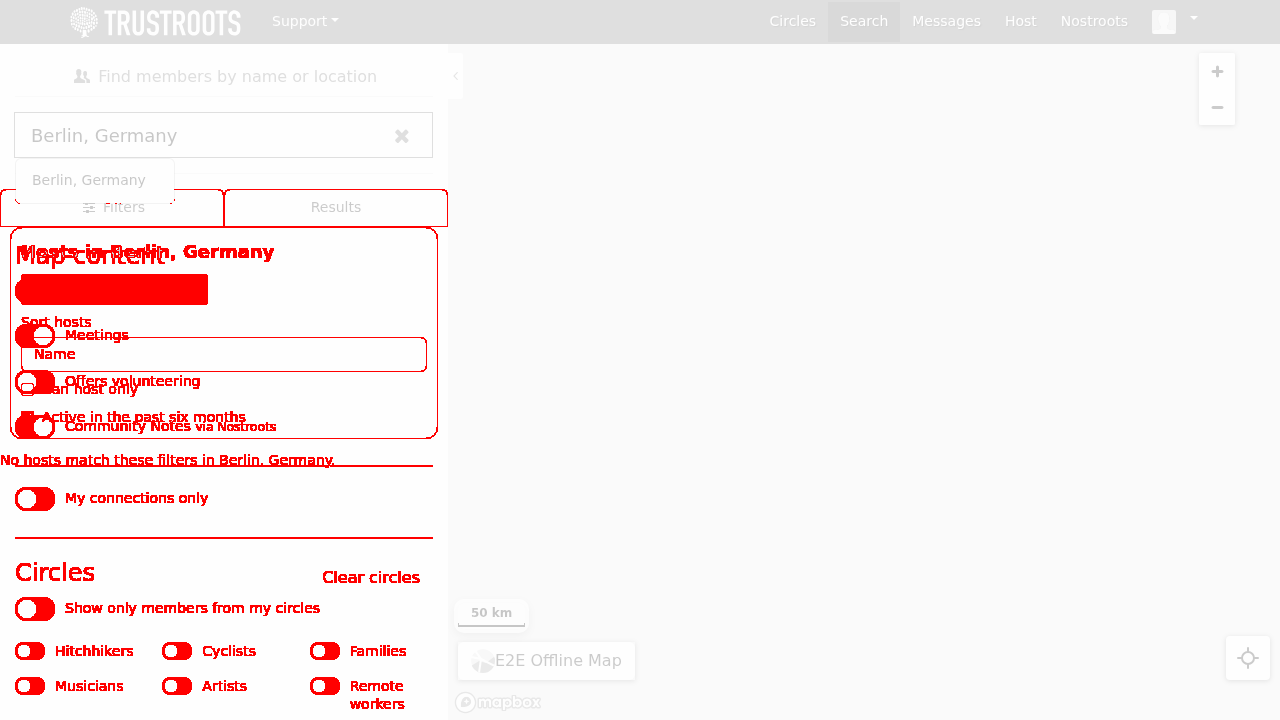 TRUSTROOTS
Support
Circles
Search
Messages
Host
Nostroots
Find members by name or location
Berlin, Germany
Berlin, Germany
Filters
Results
Hosts in Berlin, Germany
Map content
Sort hosts
Meetings
Name
Offers volunteering
Can host only
Active in the past six months
Community Notes via Nostroots
No hosts match these filters in Berlin, Germany.
My connections only
Circles
Clear circles
Show only members from my circles
Hitchhikers
Cyclists
Families
Musicians
Artists
Remote
workers
50 km
E2E Offline Map
mapbox